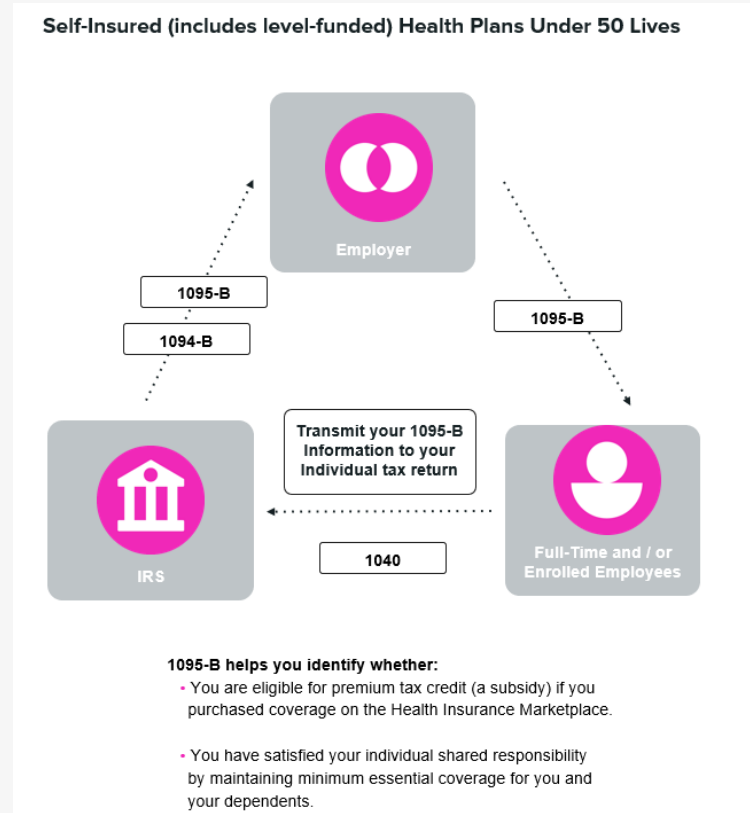 Self-Insured (includes level-funded) Health Plans Under 50 Lives
Employer
1095-B
1094-B
1095-B
Transmit your 1095-B
Information to your
Individual tax return
1040
IRS
Full-Time and / or
Enrolled Employees
1095-B helps you identify whether:
• You are eligible for premium tax credit (a subsidy) if you
purchased coverage on the Health Insurance Marketplace.
• You have satisfied your individual shared responsibility
by maintaining minimum essential coverage for you and
your dependents.